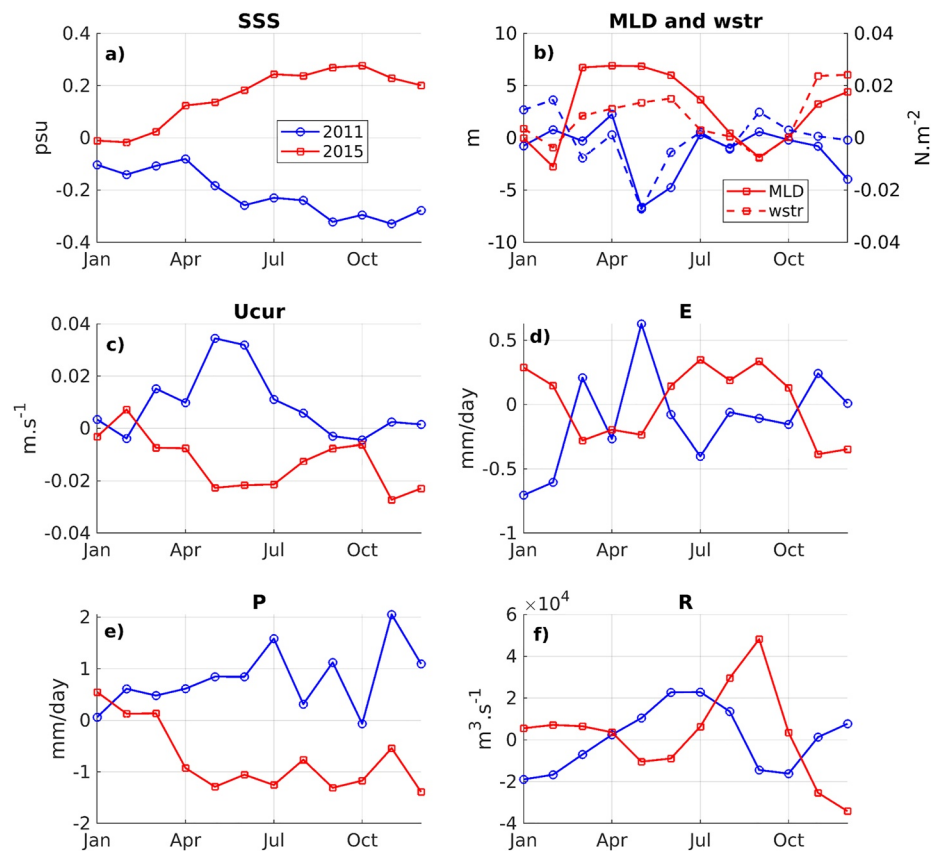 SSS
a)
0.4
0.2
0
-0.2
-0.4
psu
2011
2015
Jan Apr Jul Oct
MLD and wstr
b)
10
5
0
-5
-10
m
0.04
0.02
0
-0.02
-0.04
N.m⁻²
MLD
wstr
Jan Apr Jul Oct
Ucur
c)
0.04
0.02
0
-0.02
-0.04
m.s⁻¹
Jan Apr Jul Oct
E
d)
0.5
0
-0.5
-1
mm/day
Jan Apr Jul Oct
P
e)
2
1
0
-1
-2
mm/day
Jan Apr Jul Oct
R
×10⁴
f)
6
4
2
0
-2
-4
m³.s⁻¹
Jan Apr Jul Oct